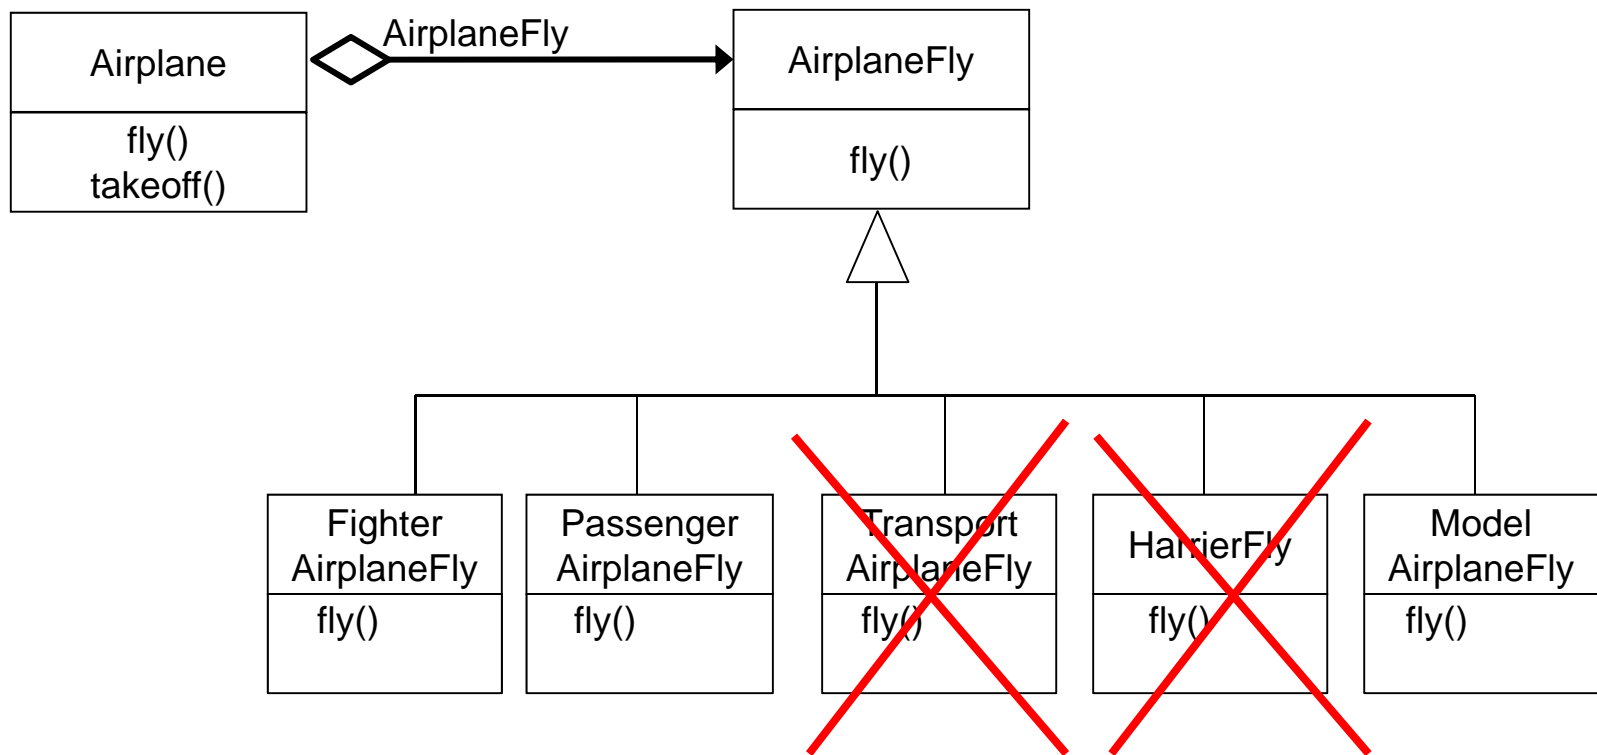 Airplane
fly()
takeoff()
AirplaneFly
AirplaneFly
fly()
Fighter
AirplaneFly
fly()
Passenger
AirplaneFly
fly()
Transport
AirplaneFly
fly()
HarrierFly
fly()
Model
AirplaneFly
fly()